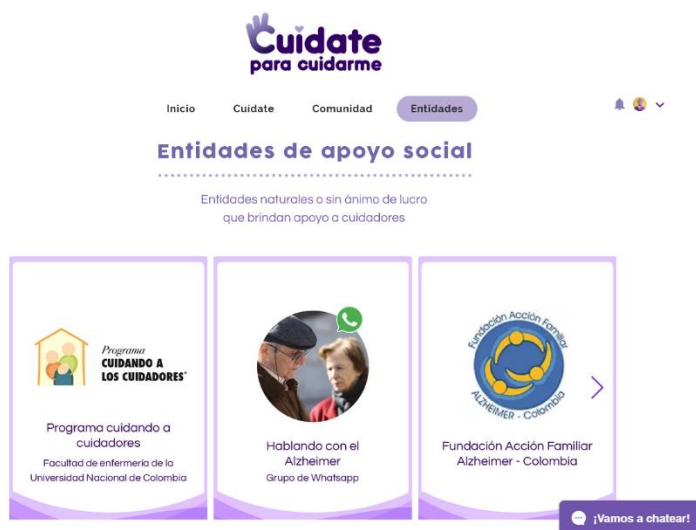 Cuidate
para cuidarme
Inicio Cuídate Comunidad Entidades
Entidades de apoyo social
Entidades naturales o sin ánimo de lucro
que brindan apoyo a cuidadores
Programa
CUIDANDO A
LOS CUIDADORES®
Programa cuidando a
cuidadores
Facultad de enfermería de la
Universidad Nacional de Colombia
Hablando con el
Alzheimer
Grupo de Whatsapp
Fundación Acción Familiar
ALZHEIMER - Colombia
Fundación Acción Familiar
Alzheimer - Colombia
¡Vamos a chatear!